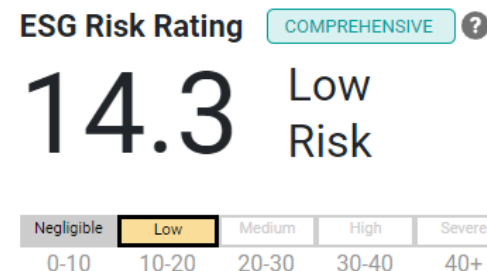 ESG Risk Rating COMPREHENSIVE ?
14.3 Low
Risk
Negligible Low Medium High Severe
0-10 10-20 20-30 30-40 40+